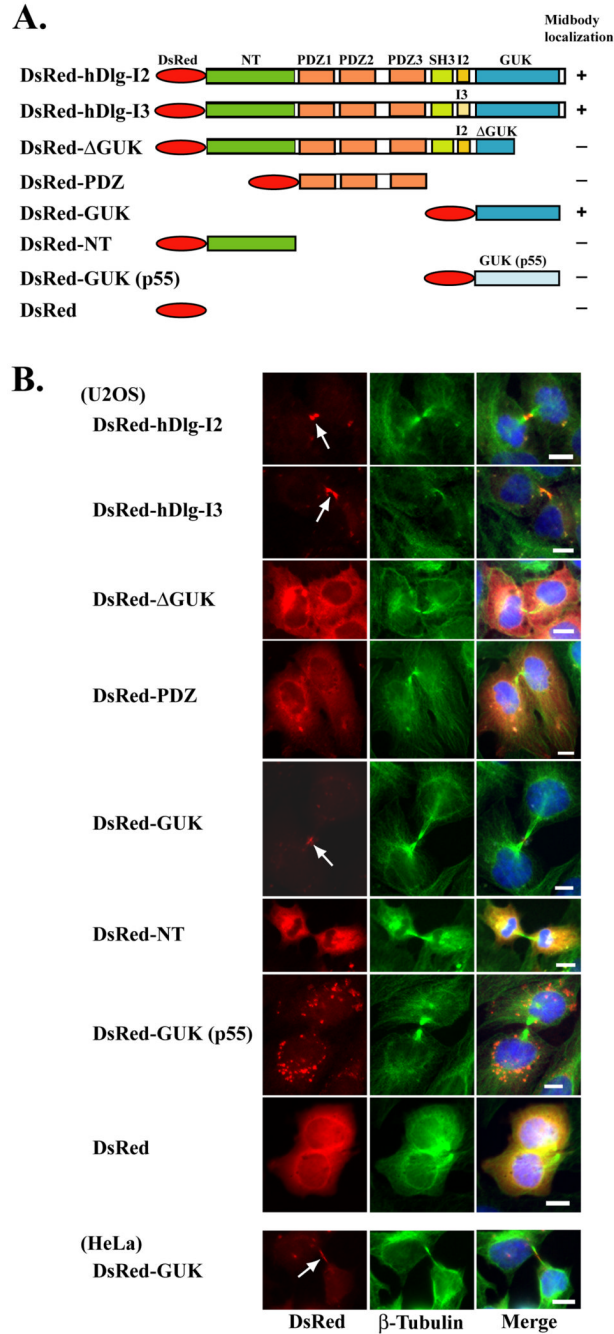 A.
Midbody
localization
DsRed NT PDZ1 PDZ2 PDZ3 SH3 I2 GUK
DsRed-hDlg-I2 +
I3
DsRed-hDlg-I3 +
I2 ΔGUK
DsRed-ΔGUK –
DsRed-PDZ –
DsRed-GUK +
DsRed-NT –
GUK (p55)
DsRed-GUK (p55) –
DsRed –
B.
(U2OS)
DsRed-hDlg-I2
DsRed-hDlg-I3
DsRed-ΔGUK
DsRed-PDZ
DsRed-GUK
DsRed-NT
DsRed-GUK (p55)
DsRed
(HeLa)
DsRed-GUK
DsRed β-Tubulin Merge